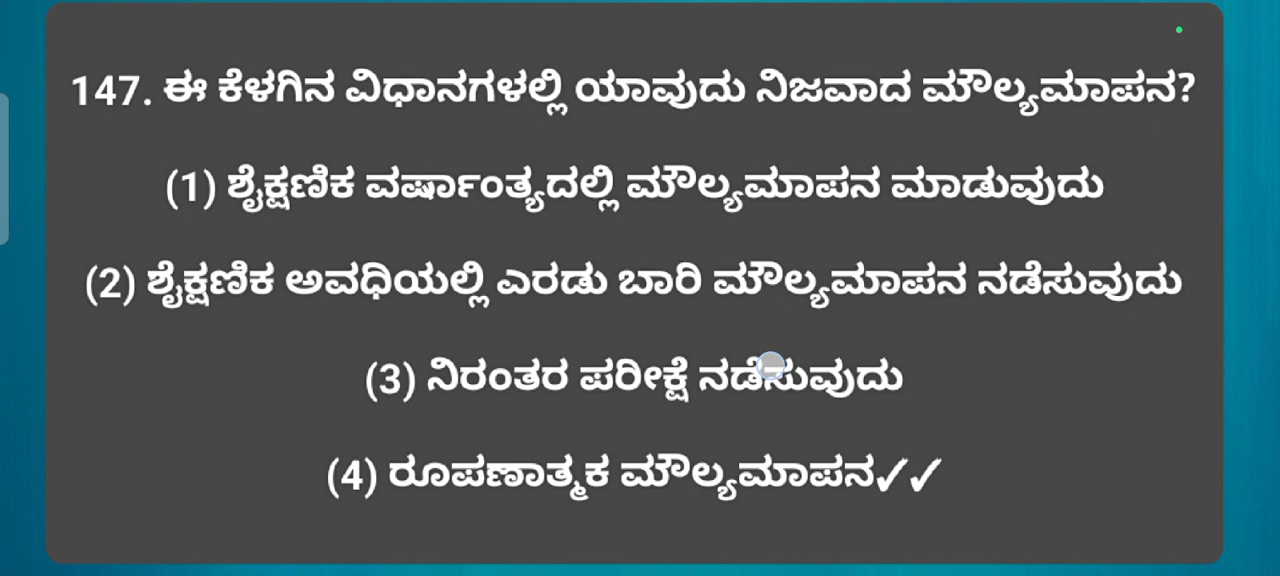 147. ಈ ಕೆಳಗಿನ ವಿಧಾನಗಳಲ್ಲಿ ಯಾವುದು ನಿಜವಾದ ಮೌಲ್ಯಮಾಪನ?
(1) ಶೈಕ್ಷಣಿಕ ವರ್ಷಾಂತ್ಯದಲ್ಲಿ ಮೌಲ್ಯಮಾಪನ ಮಾಡುವುದು
(2) ಶೈಕ್ಷಣಿಕ ಅವಧಿಯಲ್ಲಿ ಎರಡು ಬಾರಿ ಮೌಲ್ಯಮಾಪನ ನಡೆಸುವುದು
(3) ನಿರಂತರ ಪರೀಕ್ಷೆ ನಡೆಸುವುದು
(4) ರೂಪಣಾತ್ಮಕ ಮೌಲ್ಯಮಾಪನ✓✓